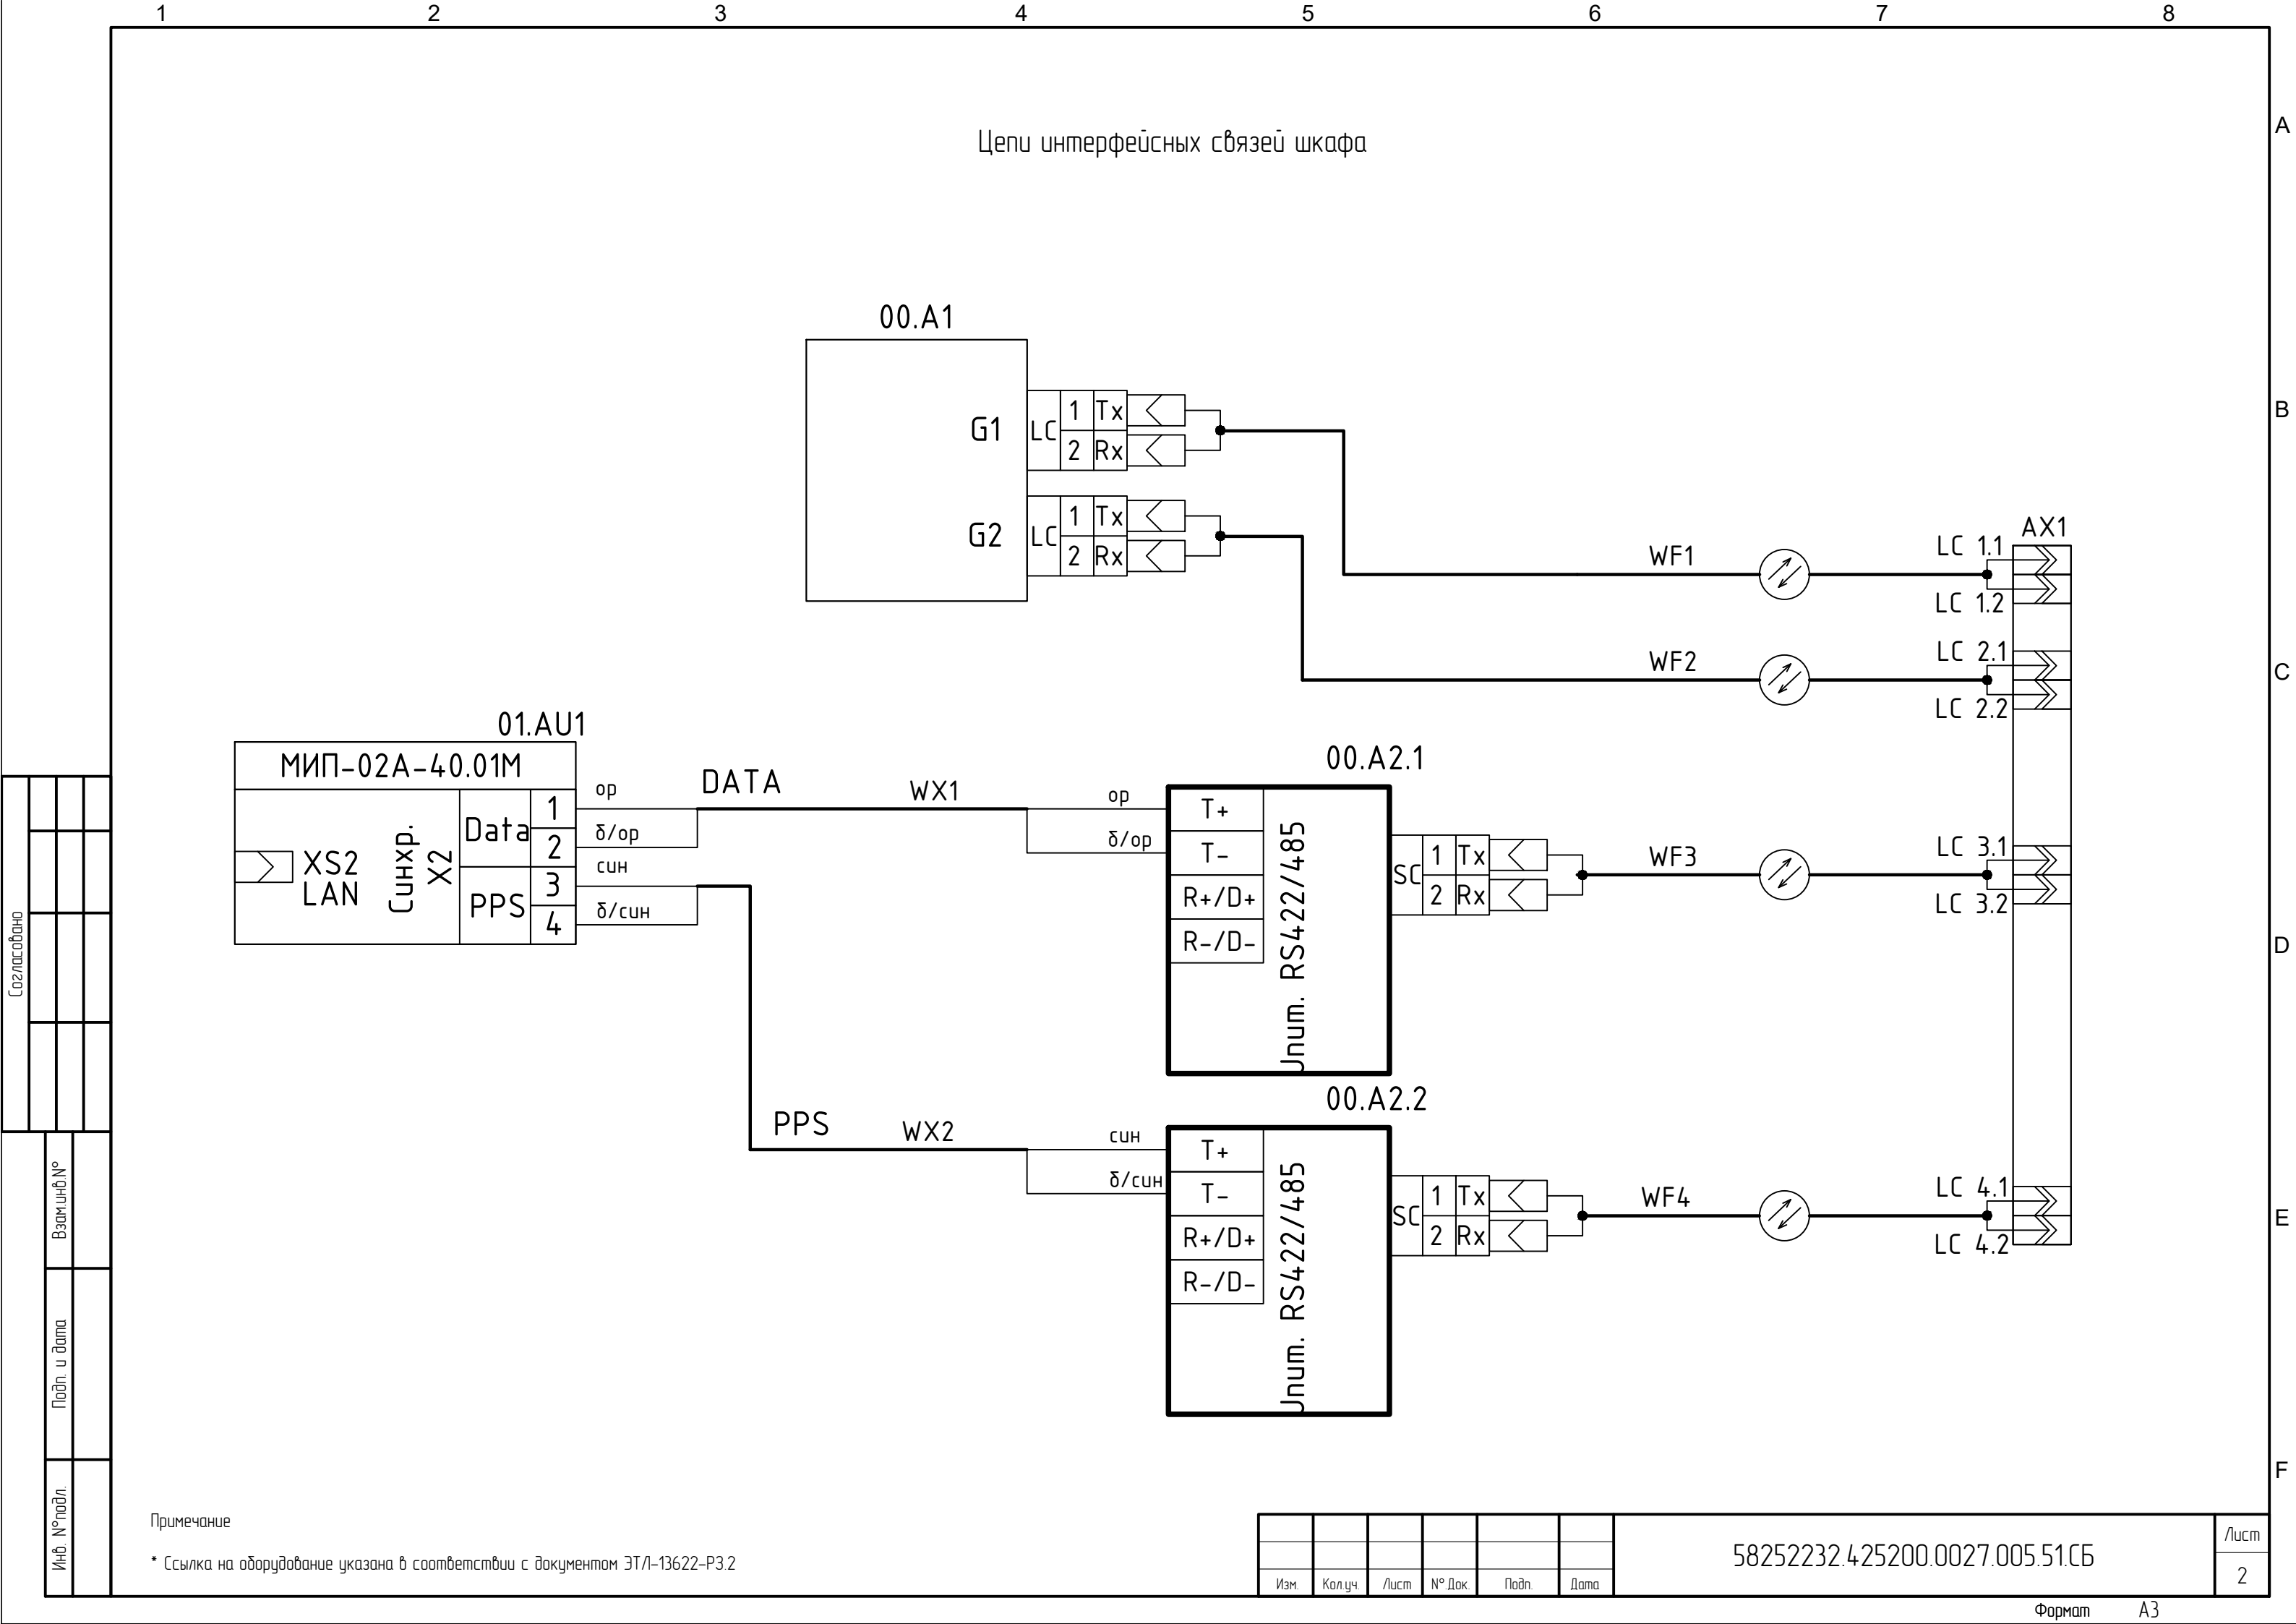 1 2 3 4 5 6 7 8
A
B
C
D
E
F
Цепи интерфейсных связей шкафа
00.A1
G1 LC 1 Tx
2 Rx
G2 LC 1 Tx
2 Rx
WF1
WF2
AX1
LC 1.1
LC 1.2
LC 2.1
LC 2.2
01.AU1
МИП-02А-40.01М
XS2
LAN
Синхр.
X2
Data 1
2
PPS 3
4
ор
б/ор
син
б/син
DATA
WX1
ор
б/ор
00.A2.1
T+
T-
R+/D+
R-/D-
Jnum. RS422/485
SC 1 Tx
2 Rx
WF3
LC 3.1
LC 3.2
PPS
WX2
син
б/син
00.A2.2
T+
T-
R+/D+
R-/D-
Jnum. RS422/485
SC 1 Tx
2 Rx
WF4
LC 4.1
LC 4.2
Согласовано
Взам.инв.N°
Подп. и дата
Инв. N°подл.
Примечание
* Ссылка на оборудование указана в соответствии с документом ЭТЛ-13622-РЗ.2
Изм. Кол.уч. Лист N°.Док. Подп. Дата
58252232.425200.0027.005.51.СБ
Лист
2
Формат А3